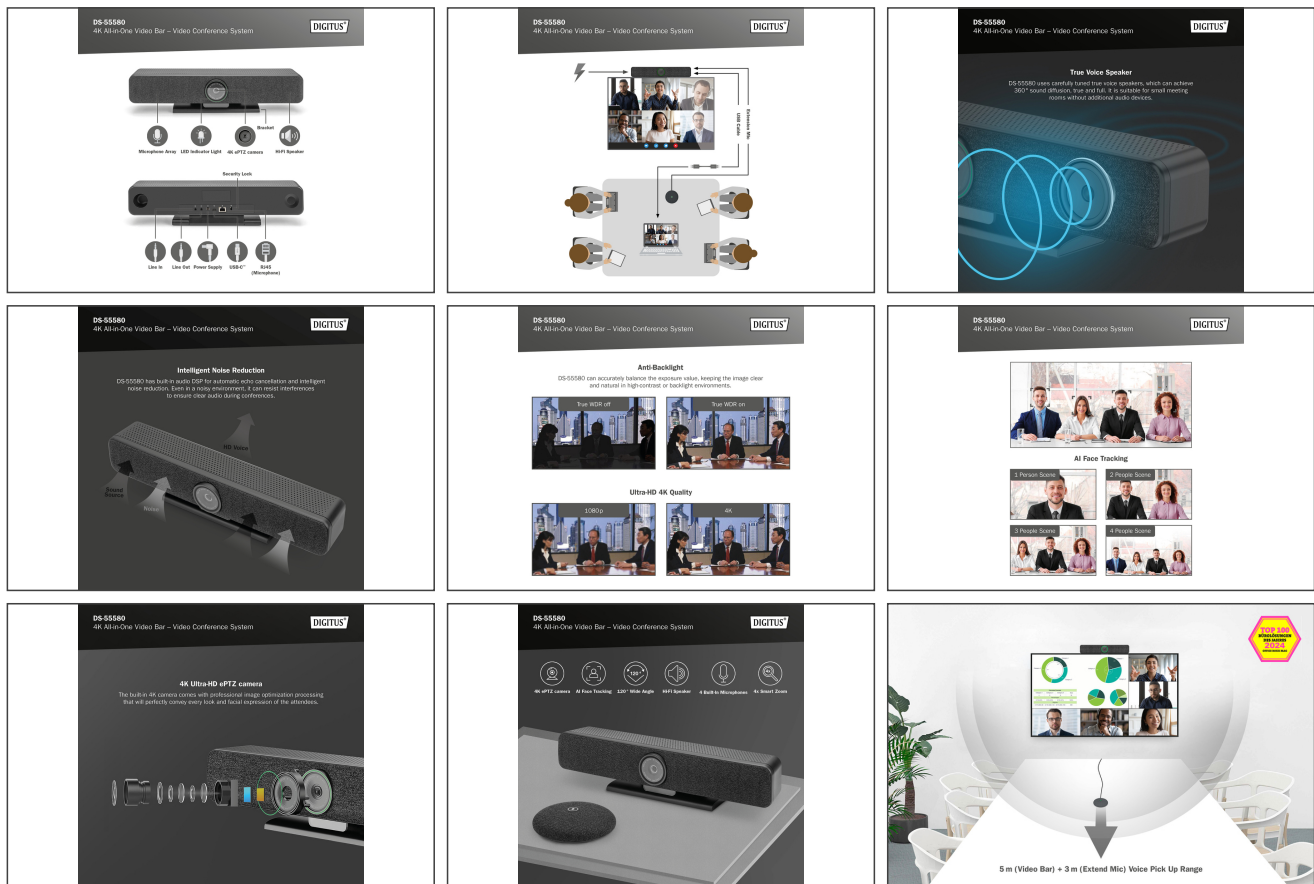 DS-55580
4K All-in-One Video Bar – Video Conference System
DIGITUS®
Bracket
Microphone Array
LED Indicator Light
4K ePTZ camera
Hi-Fi Speaker
Security Lock
Line In
Line Out
Power Supply
USB-C™
RJ45
(Microphone)
DS-55580
4K All-in-One Video Bar – Video Conference System
DIGITUS®
Extension Mic
USB Cable
DS-55580
4K All-in-One Video Bar – Video Conference System
DIGITUS®
True Voice Speaker
DS-55580 uses carefully tuned true voice speakers, which can achieve
360° sound diffusion, true and full. It is suitable for small meeting
rooms without additional audio devices.
DS-55580
4K All-in-One Video Bar – Video Conference System
DIGITUS®
Intelligent Noise Reduction
DS-55580 has built-in audio DSP for automatic echo cancellation and intelligent
noise reduction. Even in a noisy environment, it can resist interferences
to ensure clear audio during conferences.
HD Voice
Sound
Source
Noise
DS-55580
4K All-in-One Video Bar – Video Conference System
DIGITUS®
Anti-Backlight
DS-55580 can accurately balance the exposure value, keeping the image clear
and natural in high-contrast or backlight environments.
True WDR off
True WDR on
Ultra-HD 4K Quality
1080p
4K
DS-55580
4K All-in-One Video Bar – Video Conference System
DIGITUS®
AI Face Tracking
1 Person Scene
2 People Scene
3 People Scene
4 People Scene
DS-55580
4K All-in-One Video Bar – Video Conference System
DIGITUS®
4K Ultra-HD ePTZ camera
The built-in 4K camera comes with professional image optimization processing
that will perfectly convey every look and facial expression of the attendees.
DS-55580
4K All-in-One Video Bar – Video Conference System
DIGITUS®
120°
4x
4K ePTZ camera
AI Face Tracking
120° Wide Angle
Hi-Fi Speaker
4 Built-In Microphones
4x Smart Zoom
TOP 100
BÜROLÖSUNGEN
DES JAHRES
2024
5 m (Video Bar) + 3 m (Extend Mic) Voice Pick Up Range